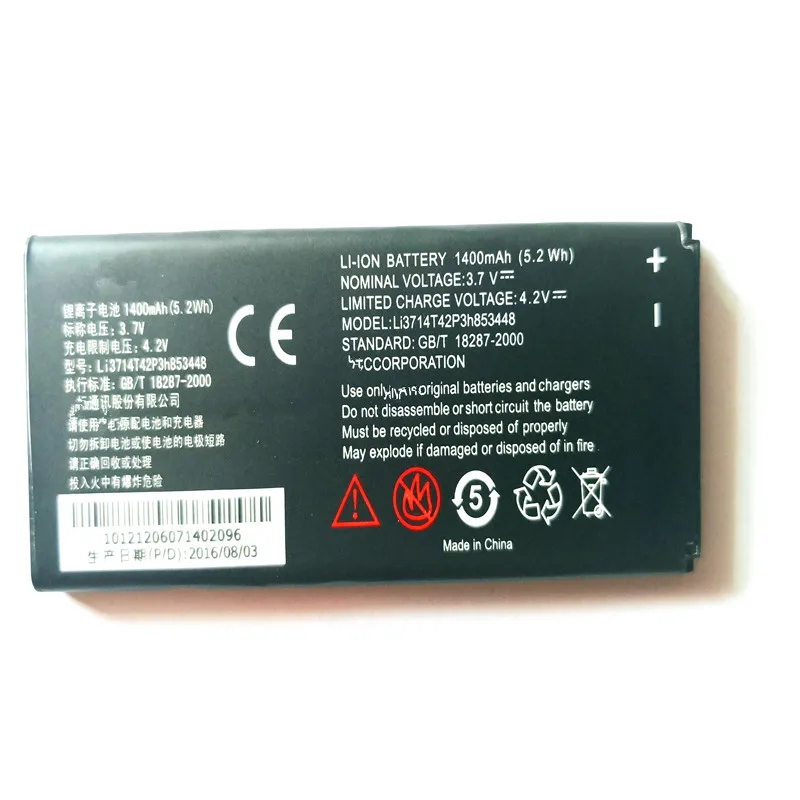 锂离子电池 1400mAh(5.2Wh)
标称电压: 3.7V
充电限制电压: 4.2V
型号: Li3714T42P3h853448
执行标准: GB/T 18287-2000
通讯股份有限公司
请使用 原配电池和充电器
切勿拆卸电池或使电池的电极短路
请正确回收或处理
投入火中有爆炸危险
10121206071402096
生产日期(P/D): 2016/08/03
CE
LI-ION BATTERY 1400mAh (5.2 Wh)
NOMINAL VOLTAGE:3.7 V⎓
LIMITED CHARGE VOLTAGE: 4.2V⎓
MODEL:Li3714T42P3h853448
STANDARD: GB/T 18287-2000
CORPORATION
Use only original batteries and chargers
Do not disassemble or short circuit the battery
Must be recycled or disposed of properly
May explode if damaged or disposed of in fire
5
Made in China
+
–